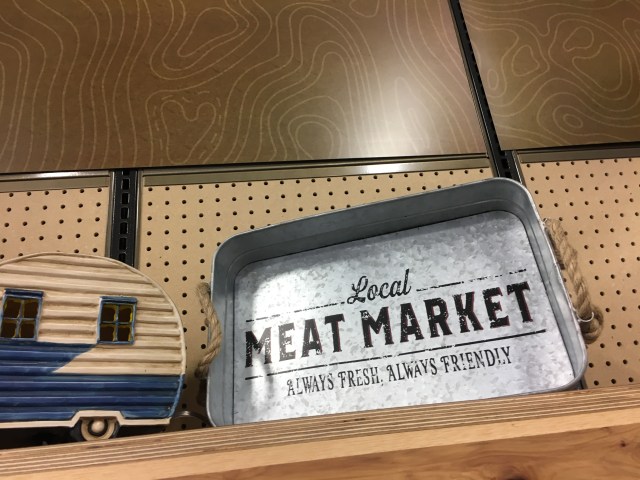 Local
MEAT MARKET
ALWAYS FRESH, ALWAYS FRIENDLY